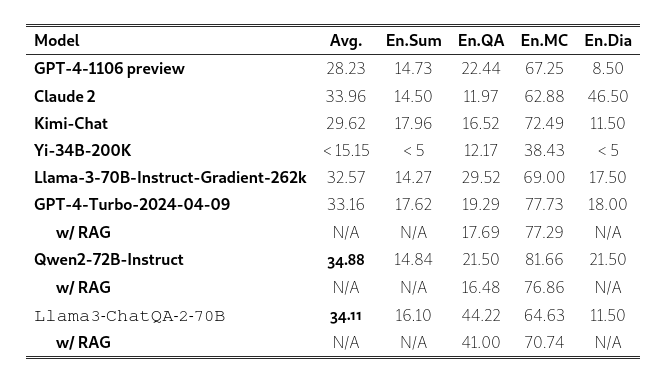 Model Avg. En.Sum En.QA En.MC En.Dia
GPT-4-1106 preview 28.23 14.73 22.44 67.25 8.50
Claude 2 33.96 14.50 11.97 62.88 46.50
Kimi-Chat 29.62 17.96 16.52 72.49 11.50
Yi-34B-200K < 15.15 < 5 12.17 38.43 < 5
Llama-3-70B-Instruct-Gradient-262k 32.57 14.27 29.52 69.00 17.50
GPT-4-Turbo-2024-04-09 33.16 17.62 19.29 77.73 18.00
w/ RAG N/A N/A 17.69 77.29 N/A
Qwen2-72B-Instruct 34.88 14.84 21.50 81.66 21.50
w/ RAG N/A N/A 16.48 76.86 N/A
Llama3-ChatQA-2-70B 34.11 16.10 44.22 64.63 11.50
w/ RAG N/A N/A 41.00 70.74 N/A